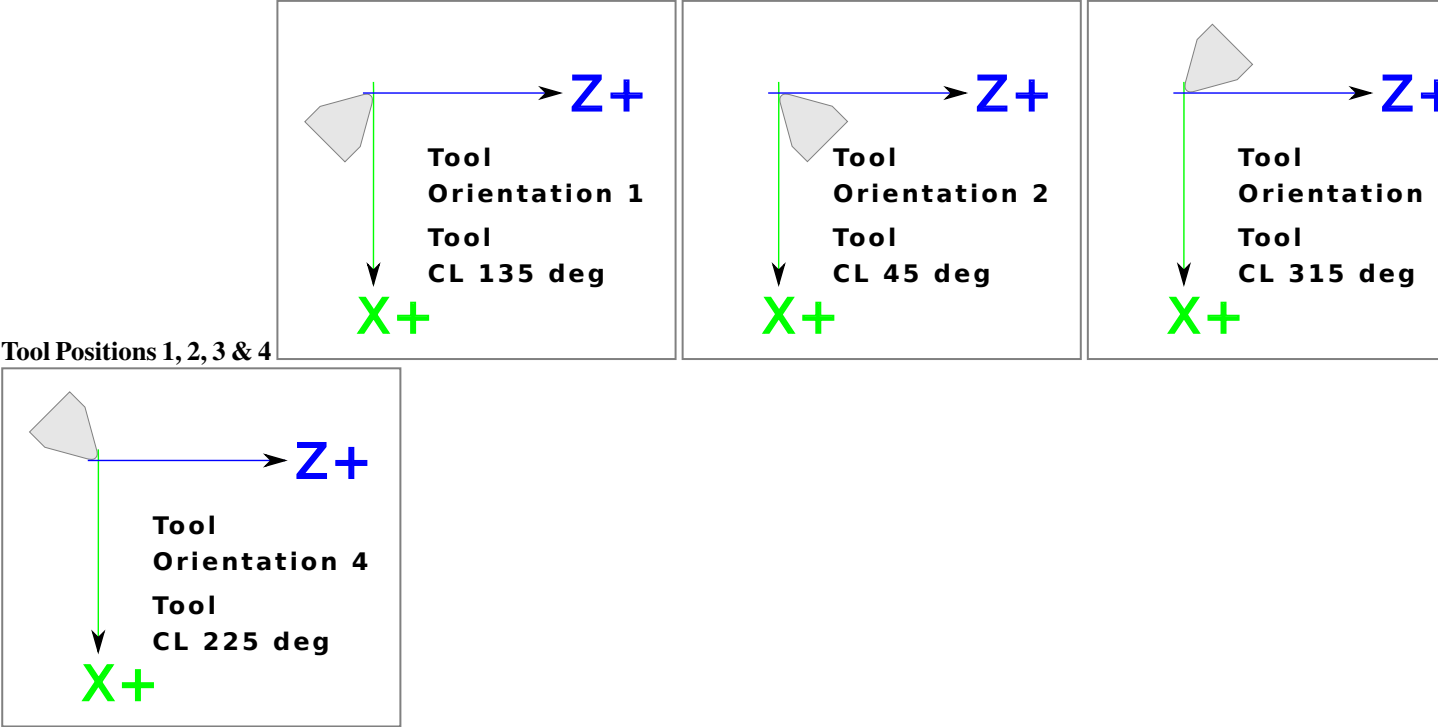 Z+
Tool
Orientation 1
Tool
CL 135 deg
X+
Z+
Tool
Orientation 2
Tool
CL 45 deg
X+
Z+
Tool
Orientation
Tool
CL 315 deg
X+
Tool Positions 1, 2, 3 & 4
Z+
Tool
Orientation 4
Tool
CL 225 deg
X+